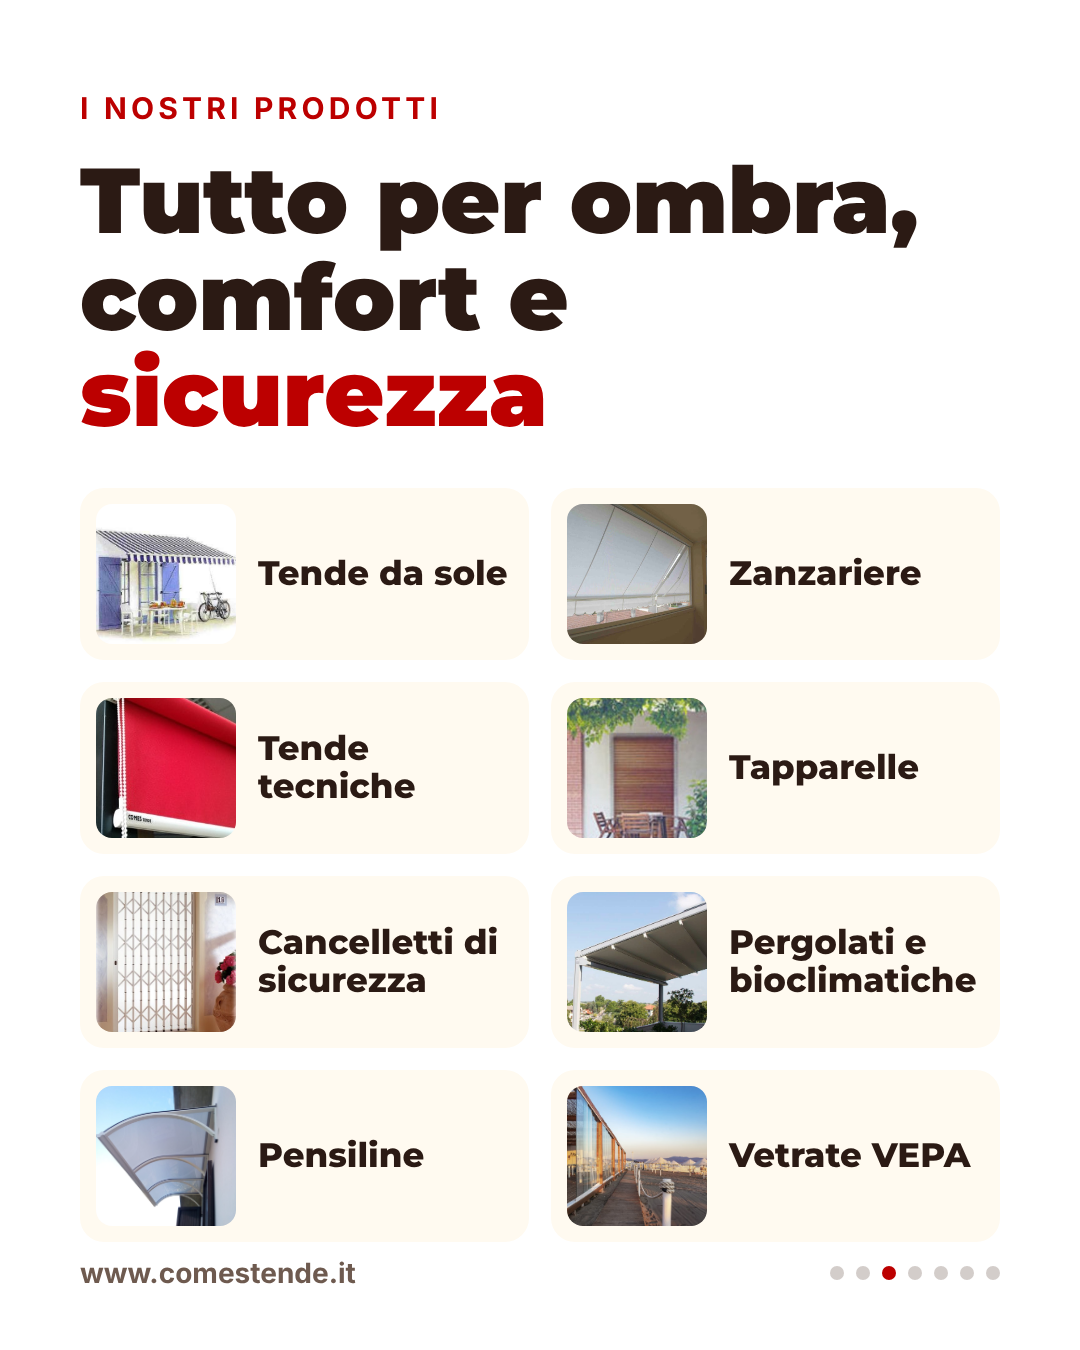 I NOSTRI PRODOTTI
Tutto per ombra,
comfort e
sicurezza
Tende da sole
Zanzariere
Tende
tecniche
Tapparelle
Cancelletti di
sicurezza
Pergolati e
bioclimatiche
Pensiline
Vetrate VEPA
www.comestende.it